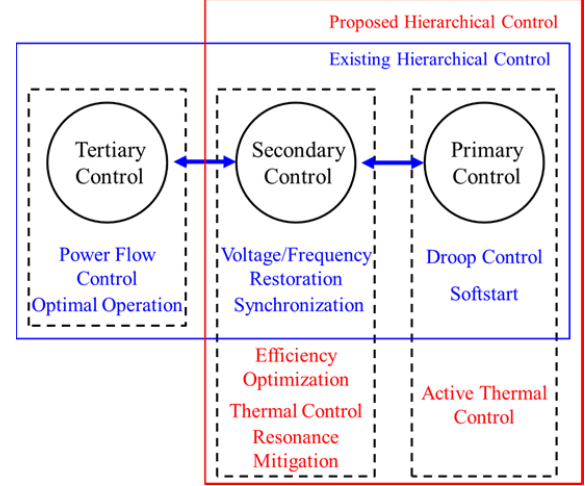 Proposed Hierarchical Control
Existing Hierarchical Control
Tertiary
Control
Secondary
Control
Primary
Control
Power Flow
Control
Optimal Operation
Voltage/Frequency
Restoration
Synchronization
Droop Control
Softstart
Efficiency
Optimization
Thermal Control
Resonance
Mitigation
Active Thermal
Control